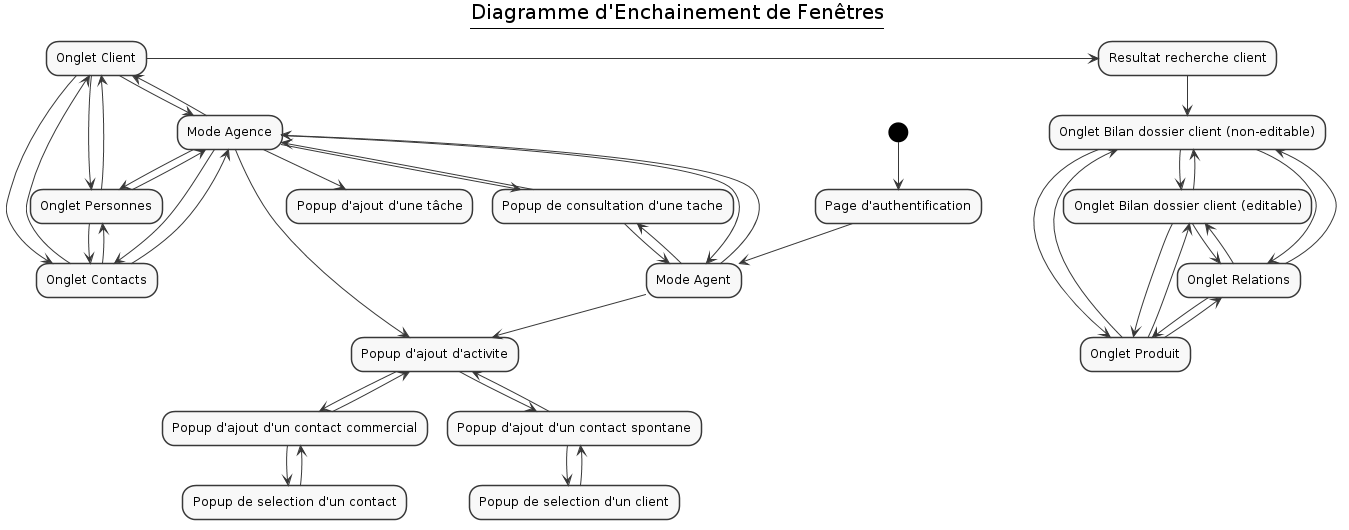 Diagramme d'Enchainement de Fenêtres
Onglet Client
Resultat recherche client
Mode Agence
Onglet Bilan dossier client (non-editable)
Onglet Personnes
Popup d'ajout d'une tâche
Popup de consultation d'une tache
Page d'authentification
Onglet Bilan dossier client (editable)
Onglet Contacts
Mode Agent
Onglet Relations
Popup d'ajout d'activite
Onglet Produit
Popup d'ajout d'un contact commercial
Popup d'ajout d'un contact spontane
Popup de selection d'un contact
Popup de selection d'un client